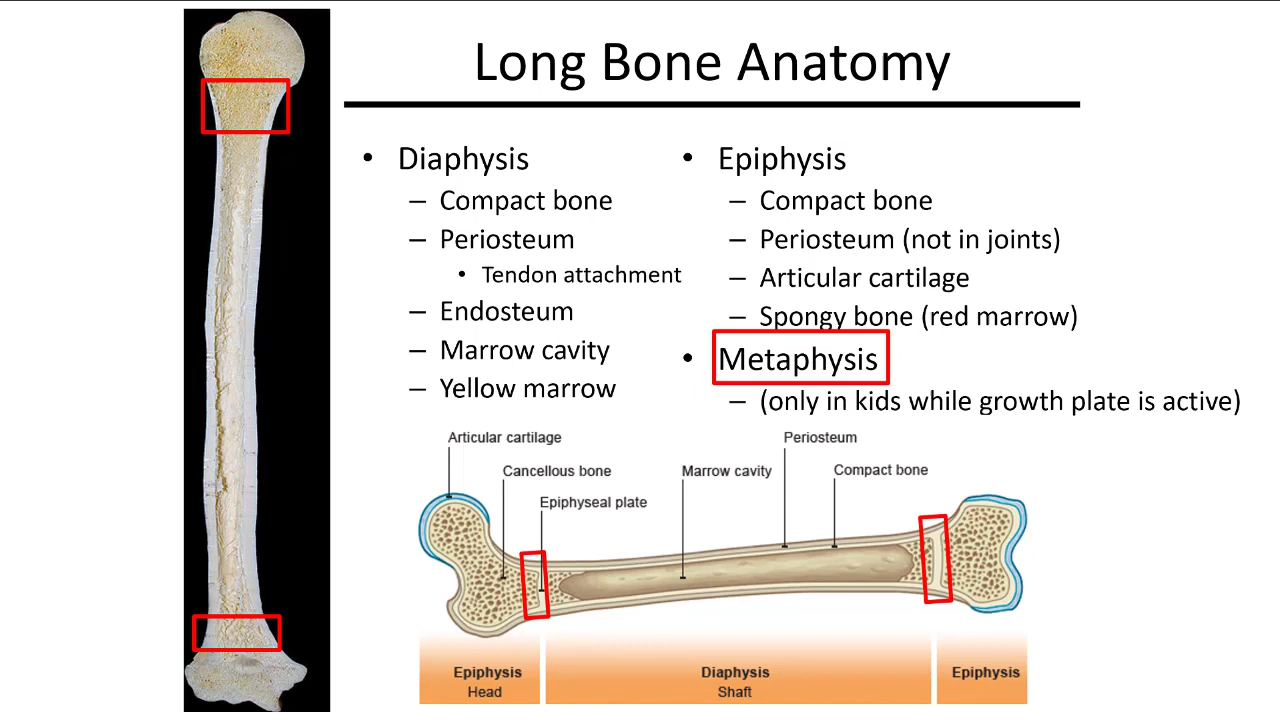 Long Bone Anatomy
• Diaphysis
– Compact bone
– Periosteum
• Tendon attachment
– Endosteum
– Marrow cavity
– Yellow marrow
• Epiphysis
– Compact bone
– Periosteum (not in joints)
– Articular cartilage
– Spongy bone (red marrow)
• Metaphysis
– (only in kids while growth plate is active)
Articular cartilage
Cancellous bone
Epiphyseal plate
Marrow cavity
Periosteum
Compact bone
Epiphysis
Head
Diaphysis
Shaft
Epiphysis